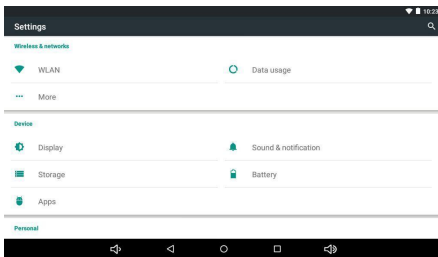 10:23
Settings
Wireless & networks
WLAN
Data usage
More
Device
Display
Sound & notification
Storage
Battery
Apps
Personal